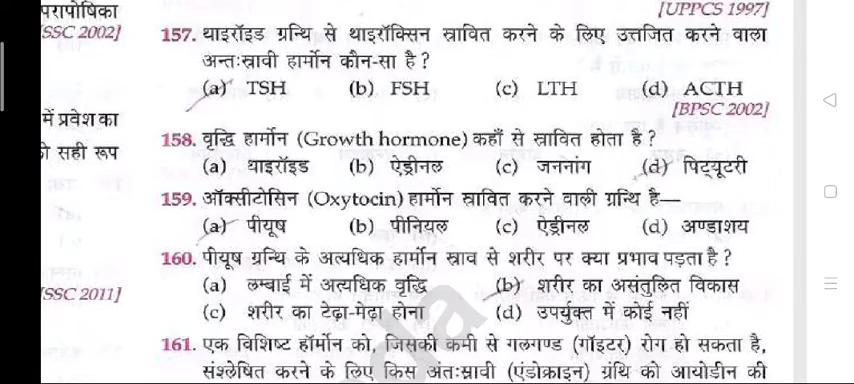 [UPPCS 1997]
परापोषिका
SSC 2002]
157. थाइरॉइड ग्रन्थि से थाइरॉक्सिन स्रावित करने के लिए उत्तजित करने वाला
अन्तःस्रावी हार्मोन कौन-सा है ?
(a) TSH (b) FSH (c) LTH (d) ACTH
[BPSC 2002]
में प्रवेश का
सही रूप
158. वृद्धि हार्मोन (Growth hormone) कहाँ से स्रावित होता है ?
(a) थाइरॉइड (b) ऐड्रीनल (c) जननांग (d) पिट्यूटरी
159. ऑक्सीटोसिन (Oxytocin) हार्मोन स्रावित करने वाली ग्रन्थि है—
(a) पीयूष (b) पीनियल (c) ऐड्रीनल (d) अण्डाशय
160. पीयूष ग्रन्थि के अत्यधिक हार्मोन स्राव से शरीर पर क्या प्रभाव पड़ता है ?
(a) लम्बाई में अत्यधिक वृद्धि (b) शरीर का असंतुलित विकास
SSC 2011]
(c) शरीर का टेढ़ा-मेढ़ा होना (d) उपर्युक्त में कोई नहीं
161. एक विशिष्ट हॉर्मोन को, जिसकी कमी से गलगण्ड (गॉइटर) रोग हो सकता है,
संश्लेषित करने के लिए किस अंतःस्रावी (एंडोक्राइन) ग्रंथि को आयोडीन की